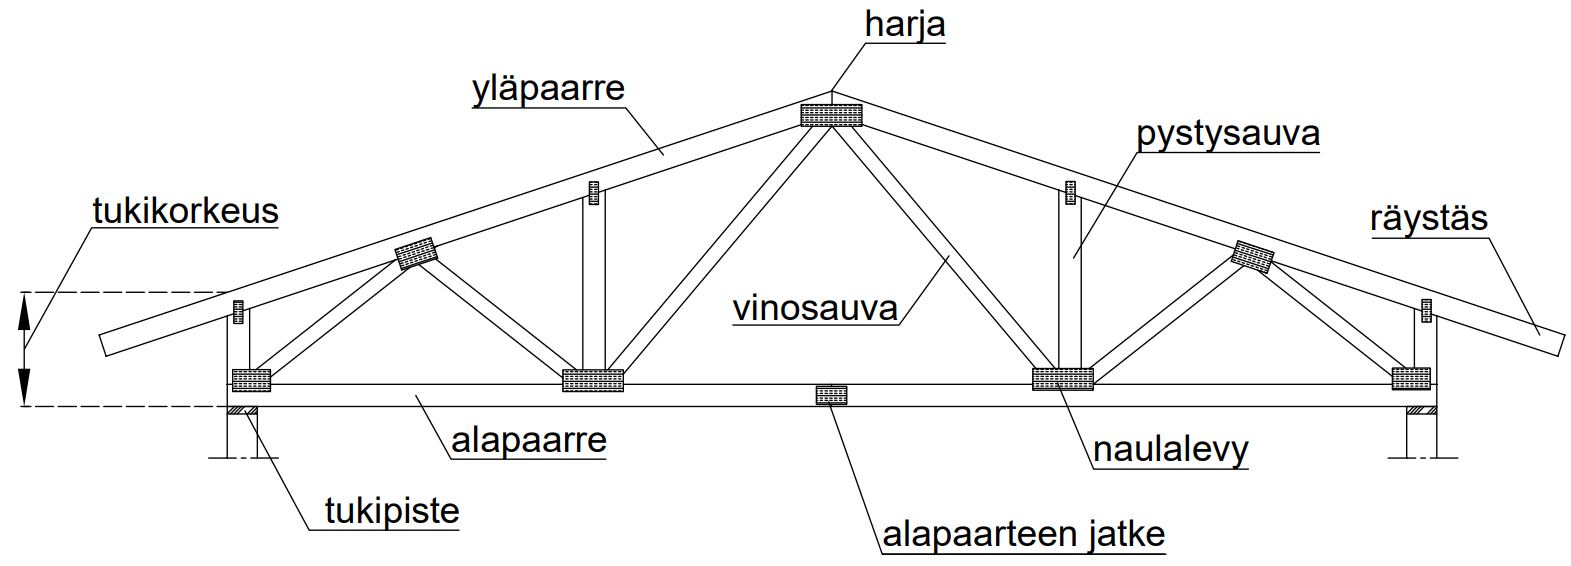 harja
yläpaarre
pystysauva
tukikorkeus
räystäs
vinosauva
alapaarre
naulalevy
tukipiste
alapaarteen jatke